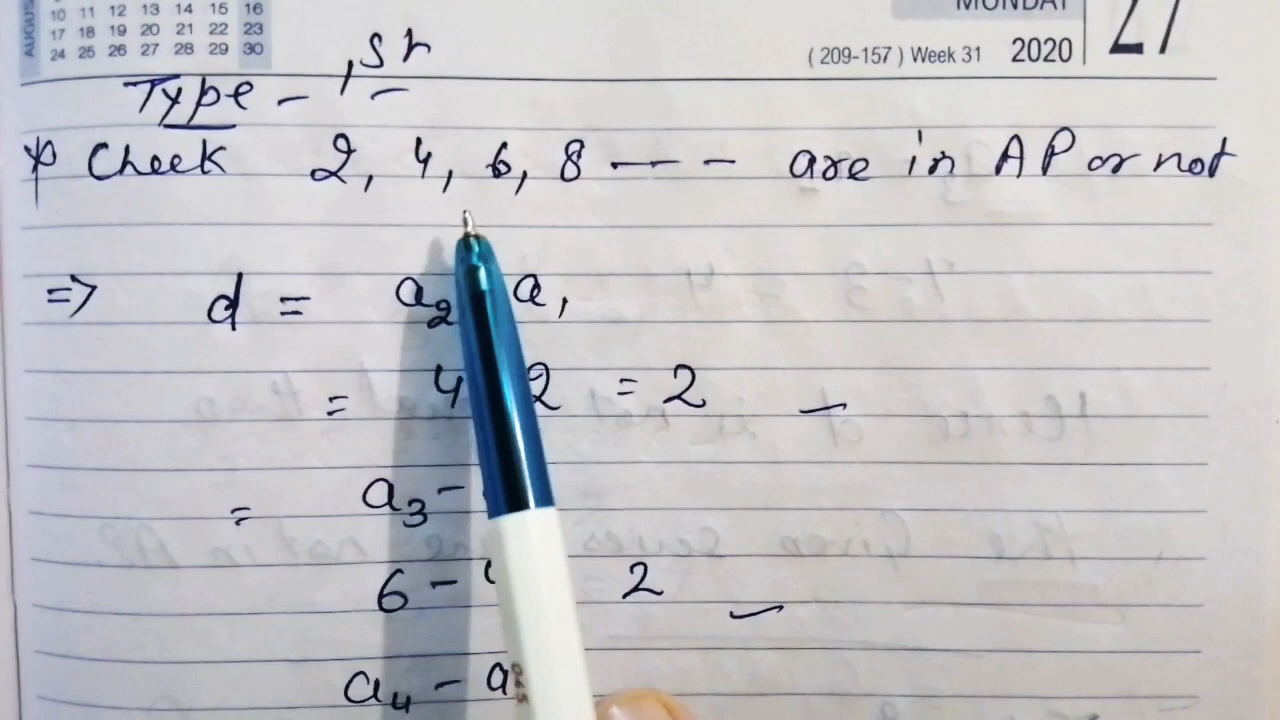 AUGUS
10 11 12 13 14 15 16
17 18 19 20 21 22 23
24 25 26 27 28 29 30
MONDAY 27
(209-157) Week 31 2020
Type - 1st
Check 2, 4, 6, 8 --- are in AP or not
=> d = a2 a1
= 4 2 = 2
= a3 -
6 - 2
a4 - a